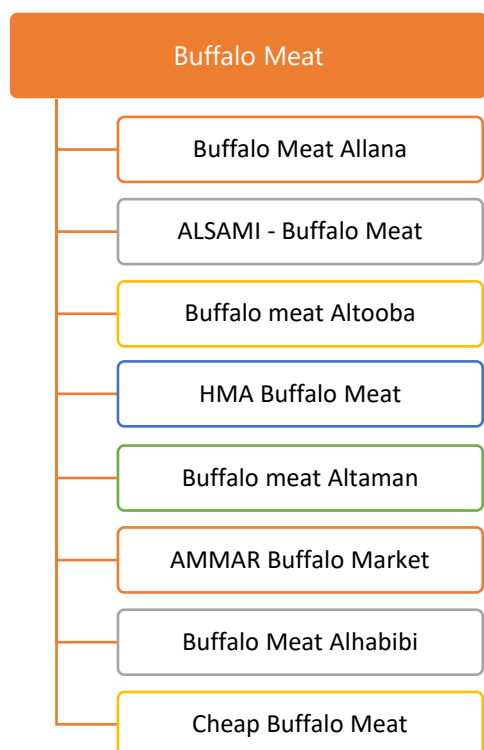 Buffalo Meat
Buffalo Meat Allana
ALSAMI - Buffalo Meat
Buffalo meat Altooba
HMA Buffalo Meat
Buffalo meat Altaman
AMMAR Buffalo Market
Buffalo Meat Alhabibi
Cheap Buffalo Meat